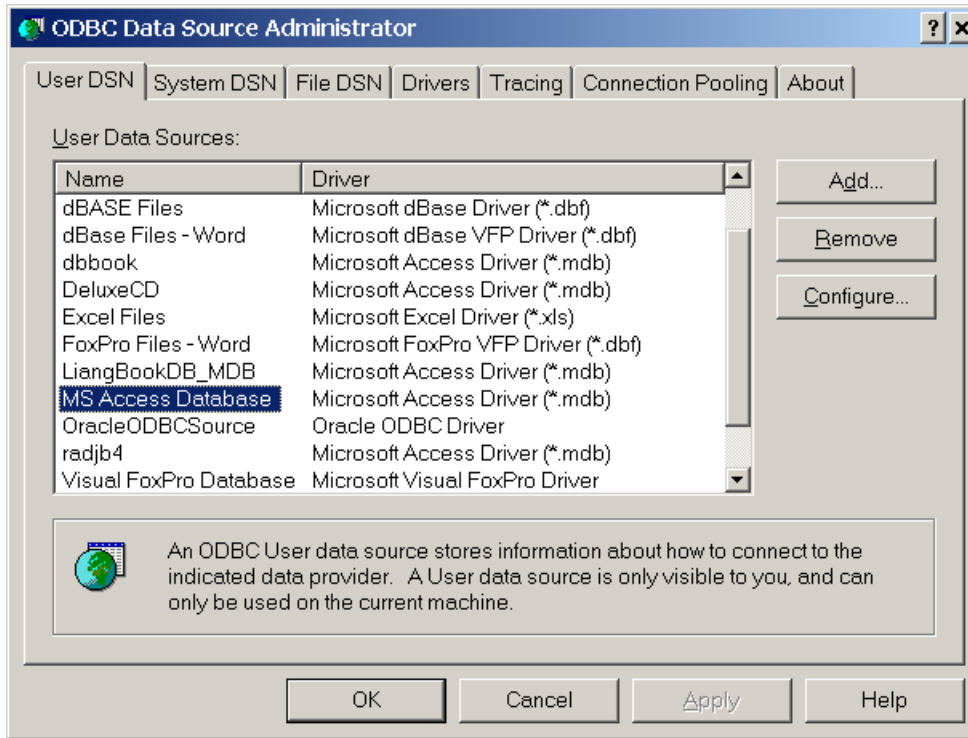 ODBC Data Source Administrator
User DSN System DSN File DSN Drivers Tracing Connection Pooling About
User Data Sources:
Name Driver
dBASE Files Microsoft dBase Driver (*.dbf)
dBase Files - Word Microsoft dBase VFP Driver (*.dbf)
dbbook Microsoft Access Driver (*.mdb)
DeluxeCD Microsoft Access Driver (*.mdb)
Excel Files Microsoft Excel Driver (*.xls)
FoxPro Files - Word Microsoft FoxPro VFP Driver (*.dbf)
LiangBookDB_MDB Microsoft Access Driver (*.mdb)
MS Access Database Microsoft Access Driver (*.mdb)
OracleODBCSource Oracle ODBC Driver
radjb4 Microsoft Access Driver (*.mdb)
Visual FoxPro Database Microsoft Visual FoxPro Driver
Add...
Remove
Configure...
An ODBC User data source stores information about how to connect to the
indicated data provider. A User data source is only visible to you, and can
only be used on the current machine.
OK Cancel Apply Help